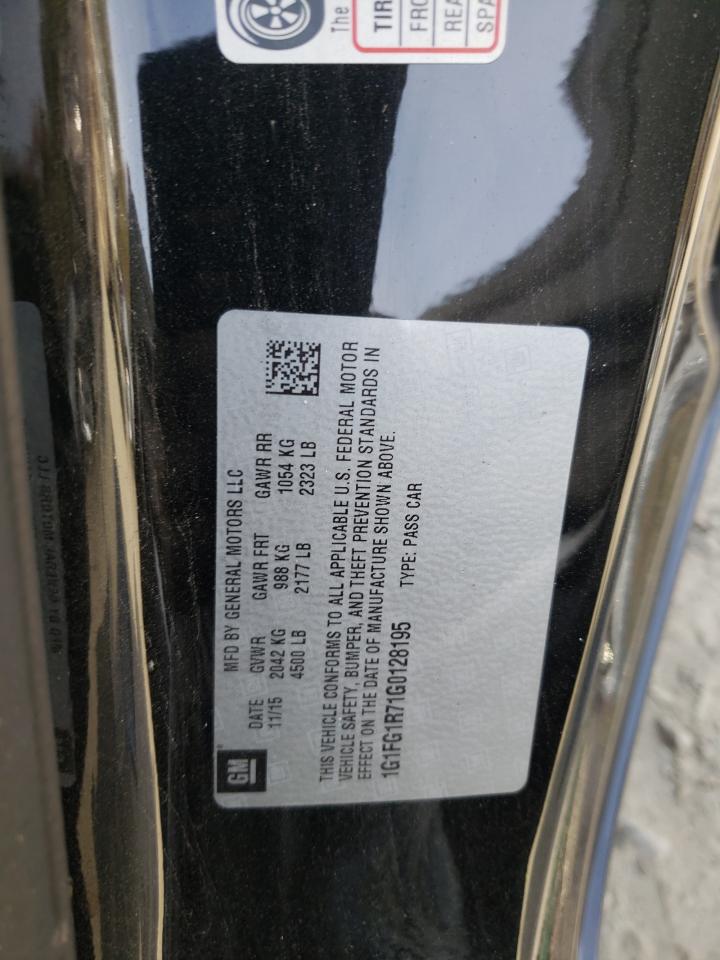 The
TIR
FRO
REA
SPA
GM
MFD BY GENERAL MOTORS LLC
DATE GVWR GAWR FRT GAWR RR
11/15 2042 KG 988 KG 1054 KG
4500 LB 2177 LB 2323 LB
THIS VEHICLE CONFORMS TO ALL APPLICABLE U.S. FEDERAL MOTOR
VEHICLE SAFETY, BUMPER, AND THEFT PREVENTION STANDARDS IN
EFFECT ON THE DATE OF MANUFACTURE SHOWN ABOVE.
1G1FG1R71G0128195 TYPE: PASS CAR